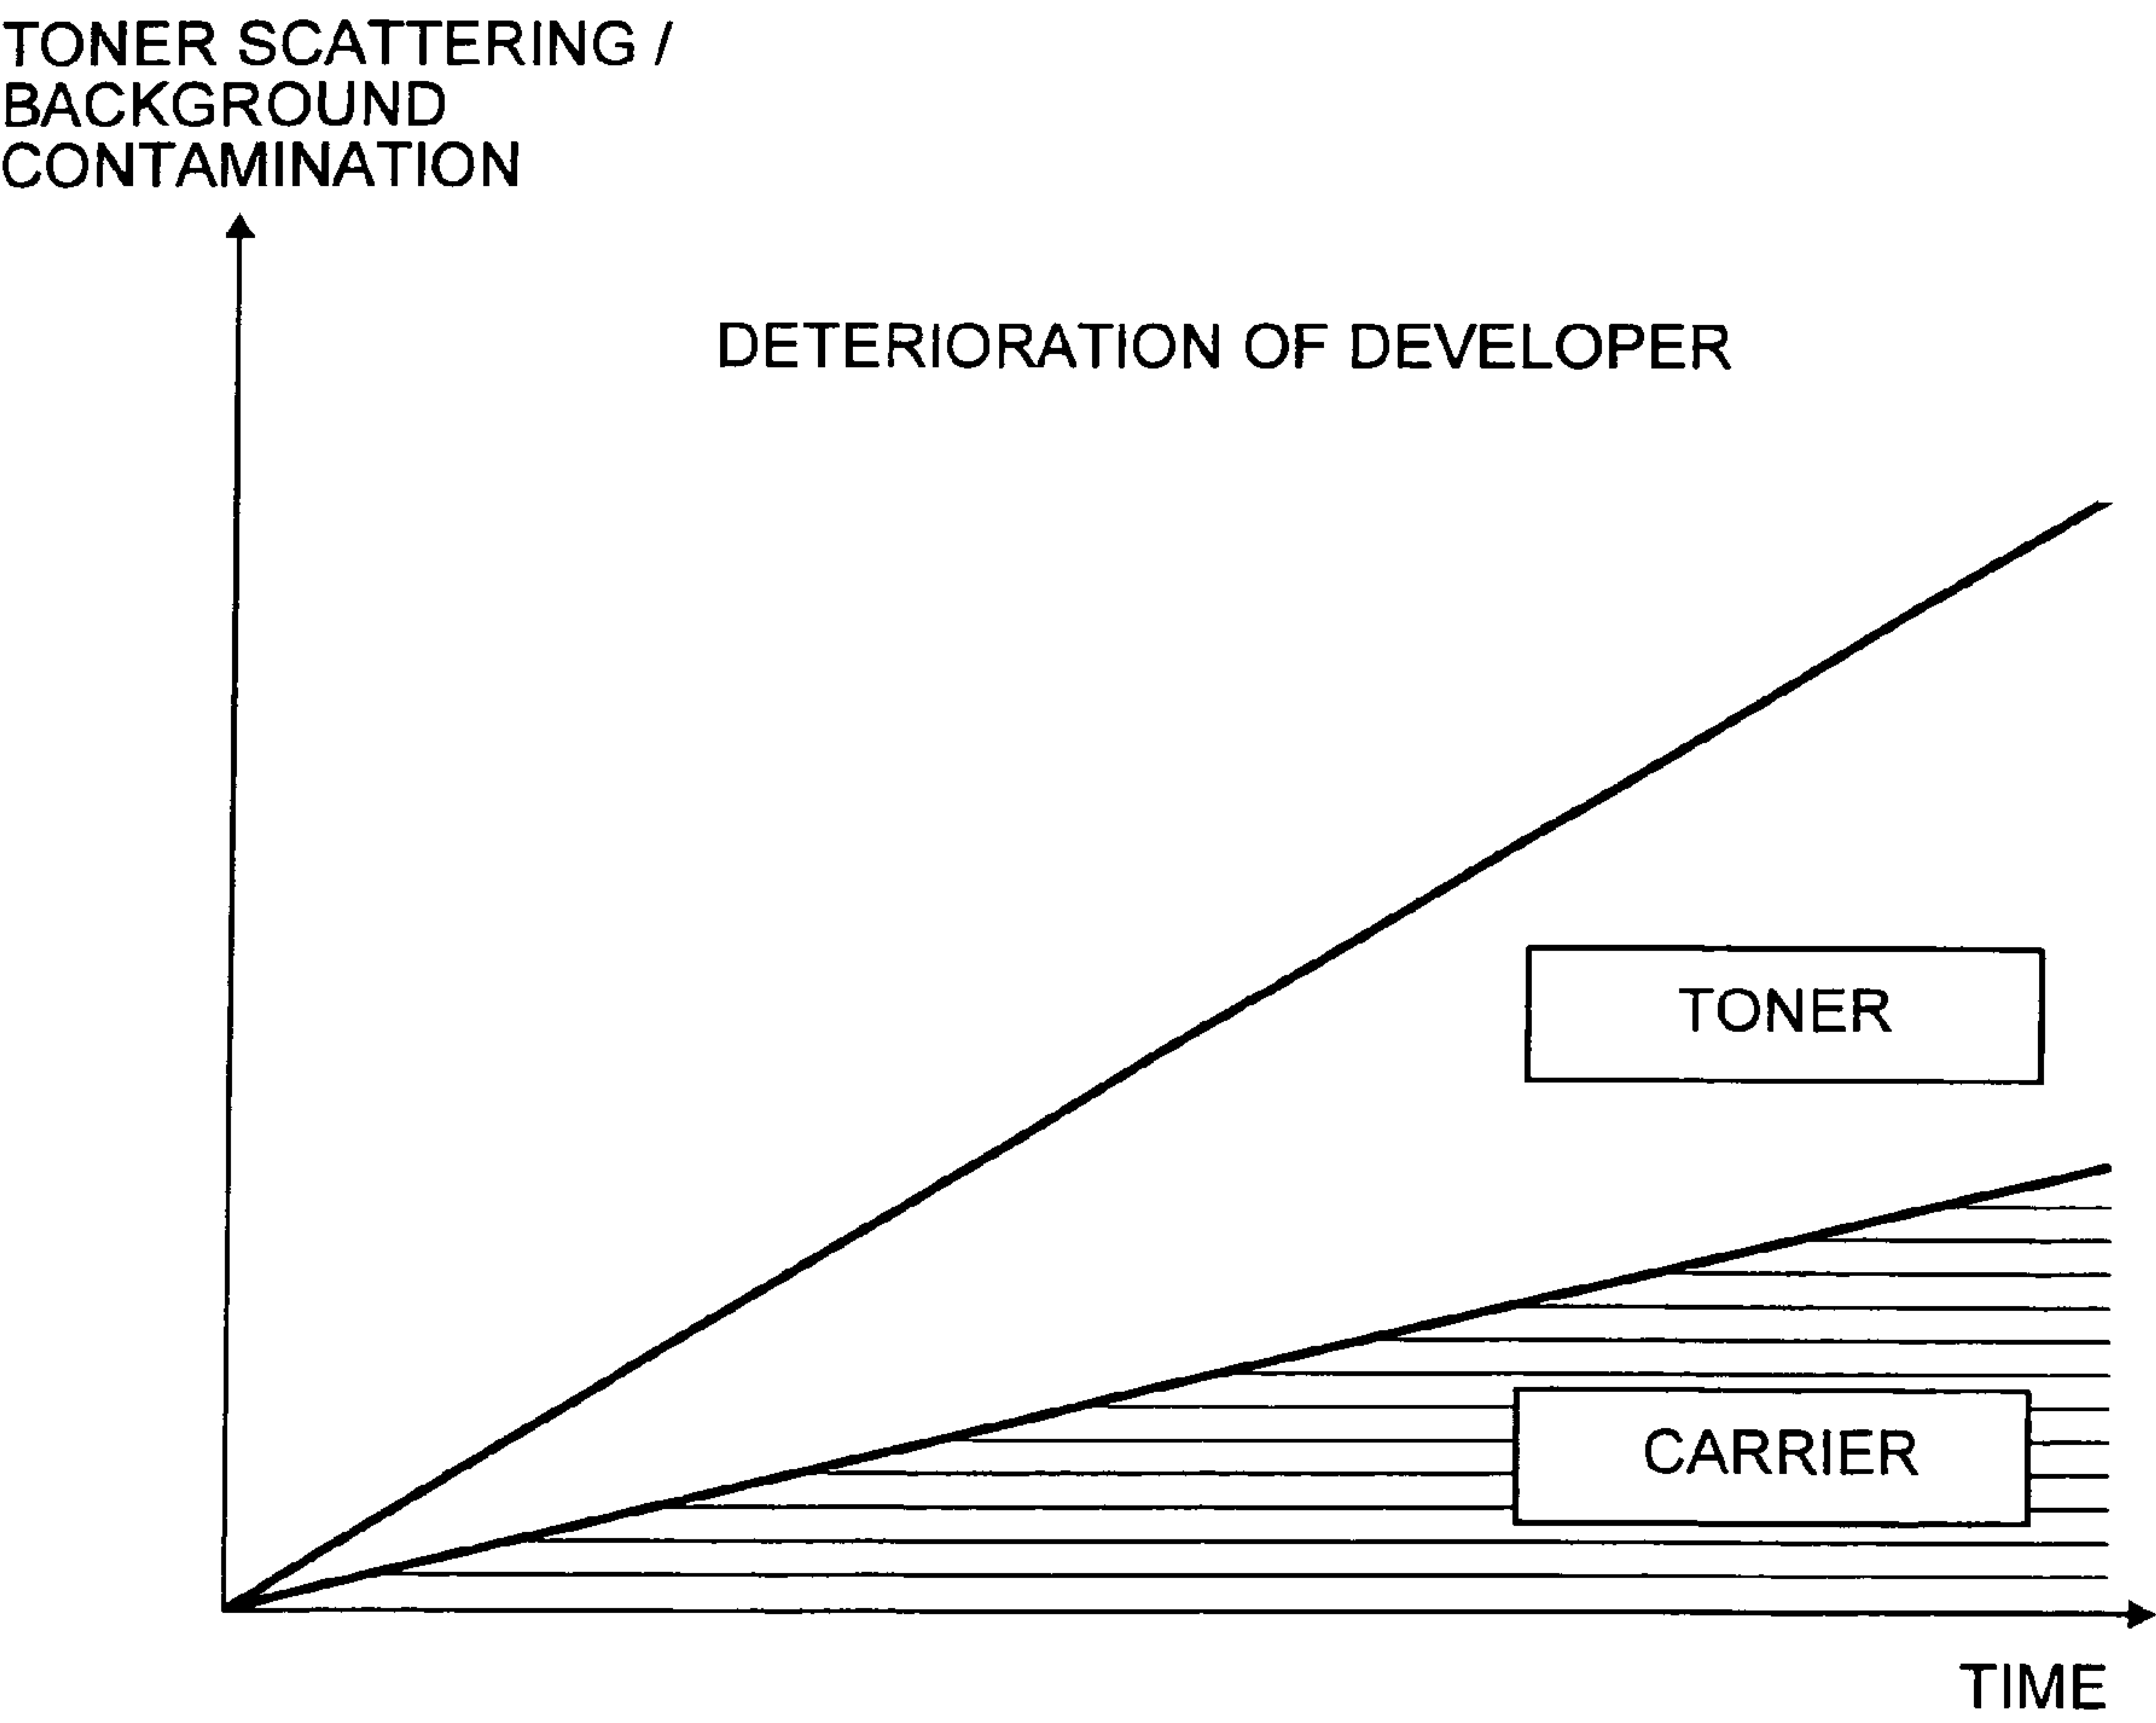 TONER SCATTERING /
BACKGROUND
CONTAMINATION
DETERIORATION OF DEVELOPER
TONER
CARRIER
TIME